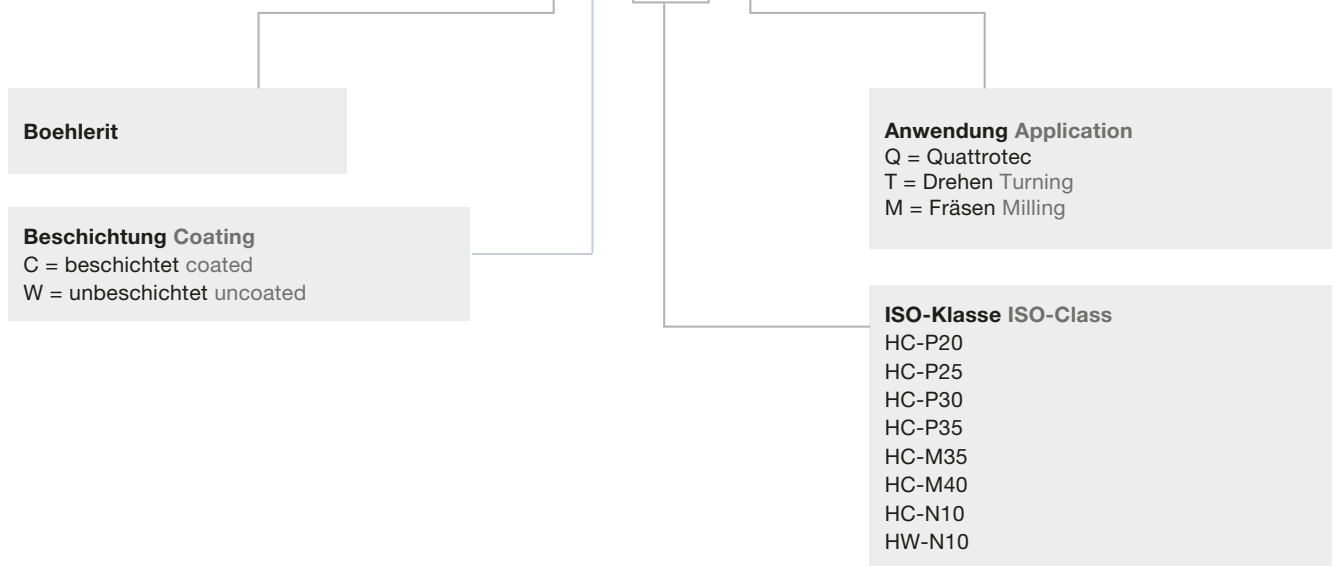 Boehlerit
Beschichtung Coating
C = beschichtet coated
W = unbeschichtet uncoated
Anwendung Application
Q = Quattrotec
T = Drehen Turning
M = Fräsen Milling
ISO-Klasse ISO-Class
HC-P20
HC-P25
HC-P30
HC-P35
HC-M35
HC-M40
HC-N10
HW-N10